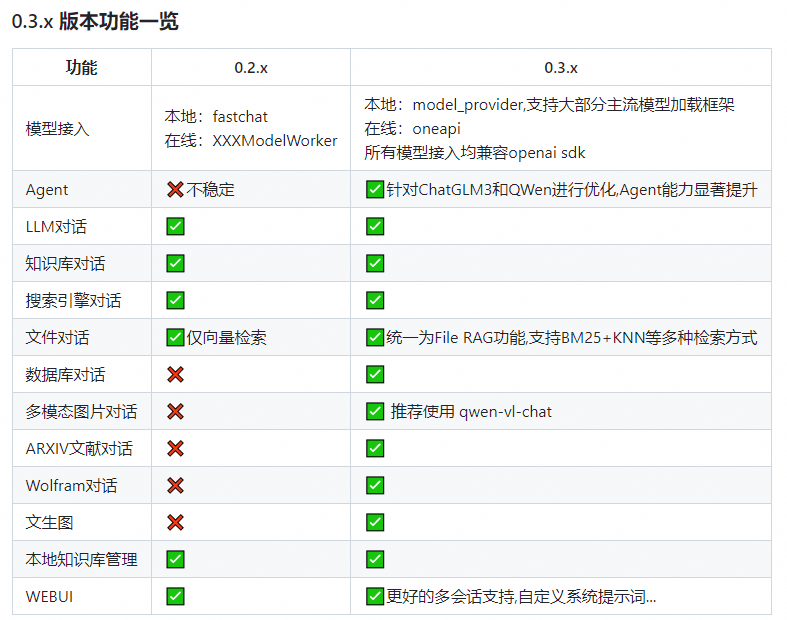 0.3.x 版本功能一览
功能 0.2.x 0.3.x
模型接入
本地：fastchat
在线：XXXModelWorker
本地：model_provider,支持大部分主流模型加载框架
在线：oneapi
所有模型接入均兼容openai sdk
Agent ❌不稳定 ✅针对ChatGLM3和QWen进行优化,Agent能力显著提升
LLM对话 ✅ ✅
知识库对话 ✅ ✅
搜索引擎对话 ✅ ✅
文件对话 ✅仅向量检索 ✅统一为File RAG功能,支持BM25+KNN等多种检索方式
数据库对话 ❌ ✅
多模态图片对话 ❌ ✅ 推荐使用 qwen-vl-chat
ARXIV文献对话 ❌ ✅
Wolfram对话 ❌ ✅
文生图 ❌ ✅
本地知识库管理 ✅ ✅
WEBUI ✅ ✅更好的多会话支持,自定义系统提示词...